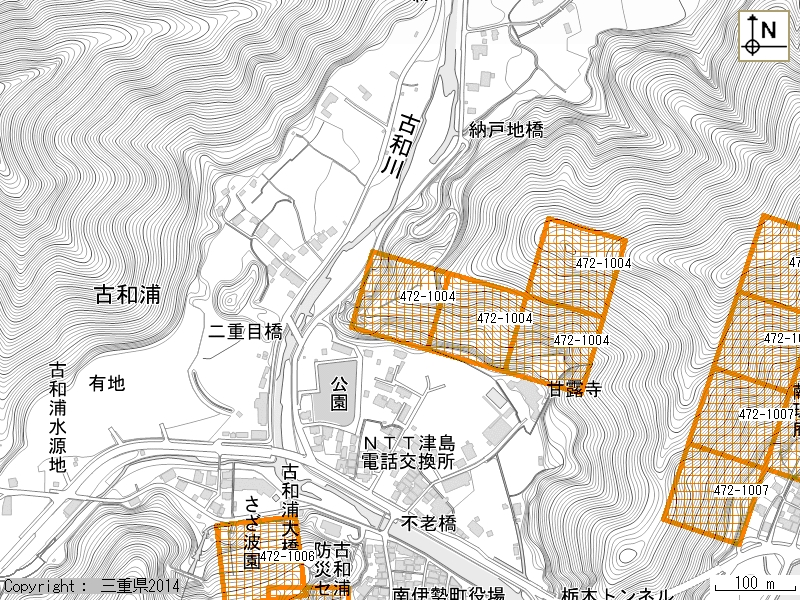 N
納戸地橋
古和川
472-1004
472-1004
472-1004
472-1004
古和浦
二重目橋
有地
古和浦水源地
公園
甘露寺
472-1007
472-1007
NTT津島
電話交換所
古和浦大橋
さざ波園
不老橋
472-1006
古和浦
防災セ
南伊勢町役場
栃木トンネル
100 m
Copyright : 三重県2014